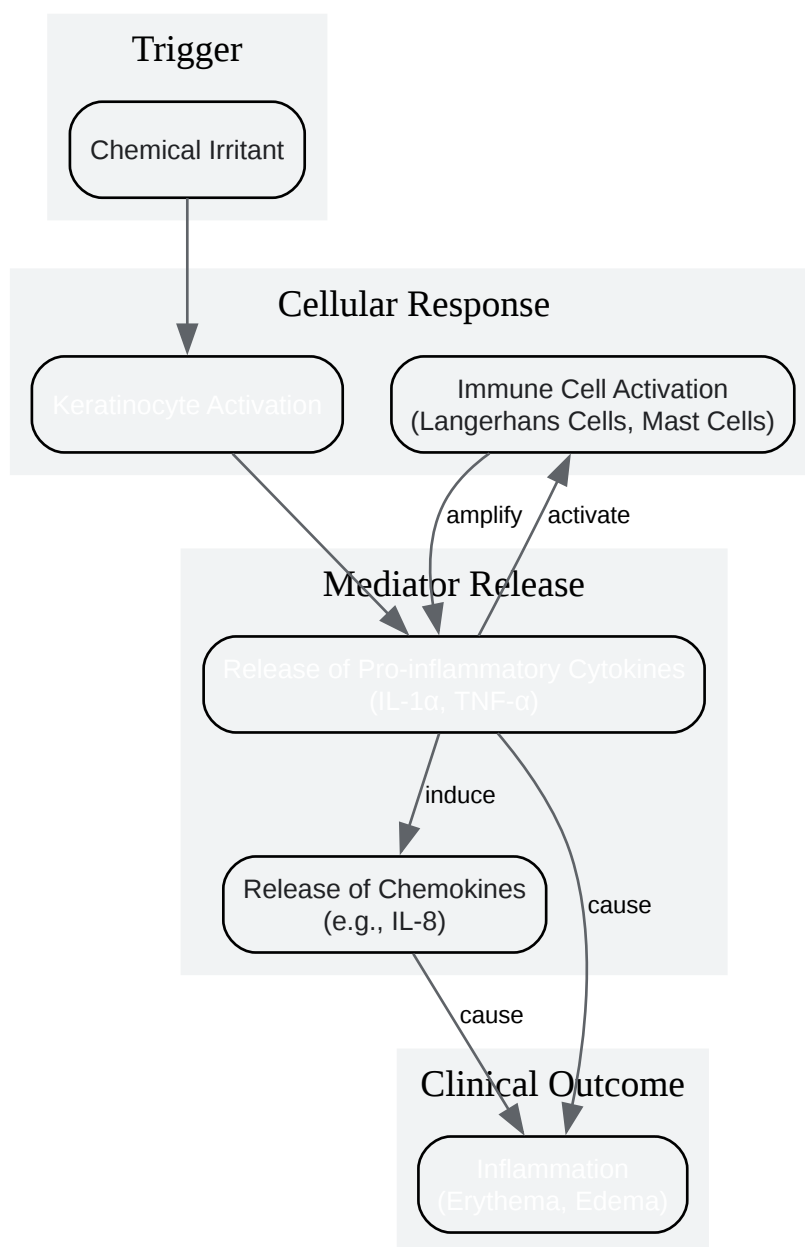 Trigger
Chemical Irritant
Cellular Response
Keratinocyte Activation
Immune Cell Activation
(Langerhans Cells, Mast Cells)
amplify
activate
Mediator Release
Release of Pro-inflammatory Cytokines
(IL-1α, TNF-α)
induce
Release of Chemokines
(e.g., IL-8)
cause
cause
Clinical Outcome
Inflammation
(Erythema, Edema)